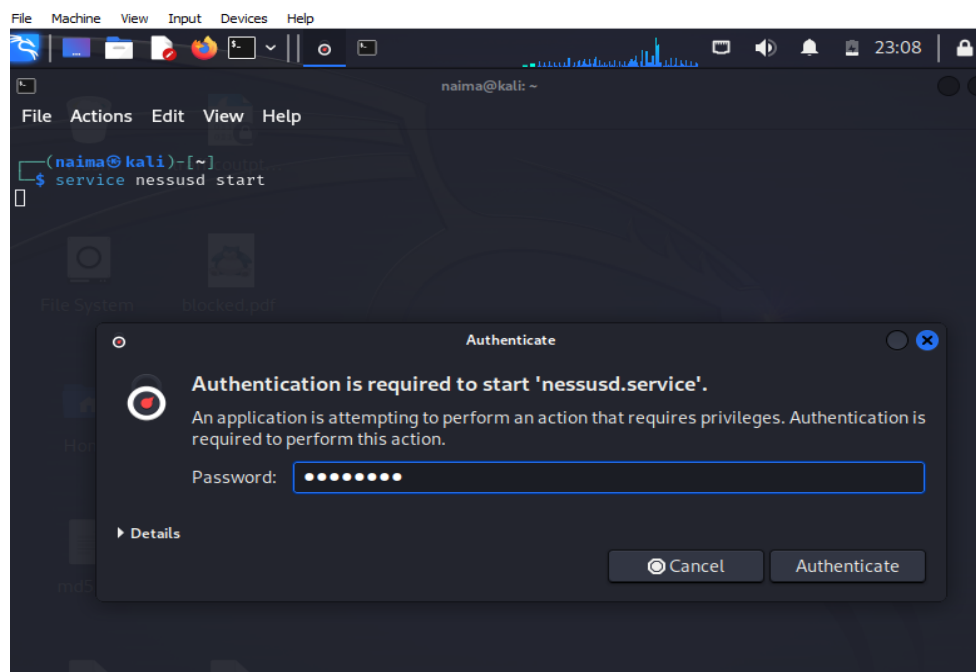 File Machine View Input Devices Help
23:08
naima@kali: ~
File Actions Edit View Help
(naima㉿kali)-[~]
$ service nessusd start
File System blocked.pdf
Authenticate
Authentication is required to start 'nessusd.service'.
An application is attempting to perform an action that requires privileges. Authentication is
required to perform this action.
Password: ●●●●●●●●
Details
Cancel Authenticate